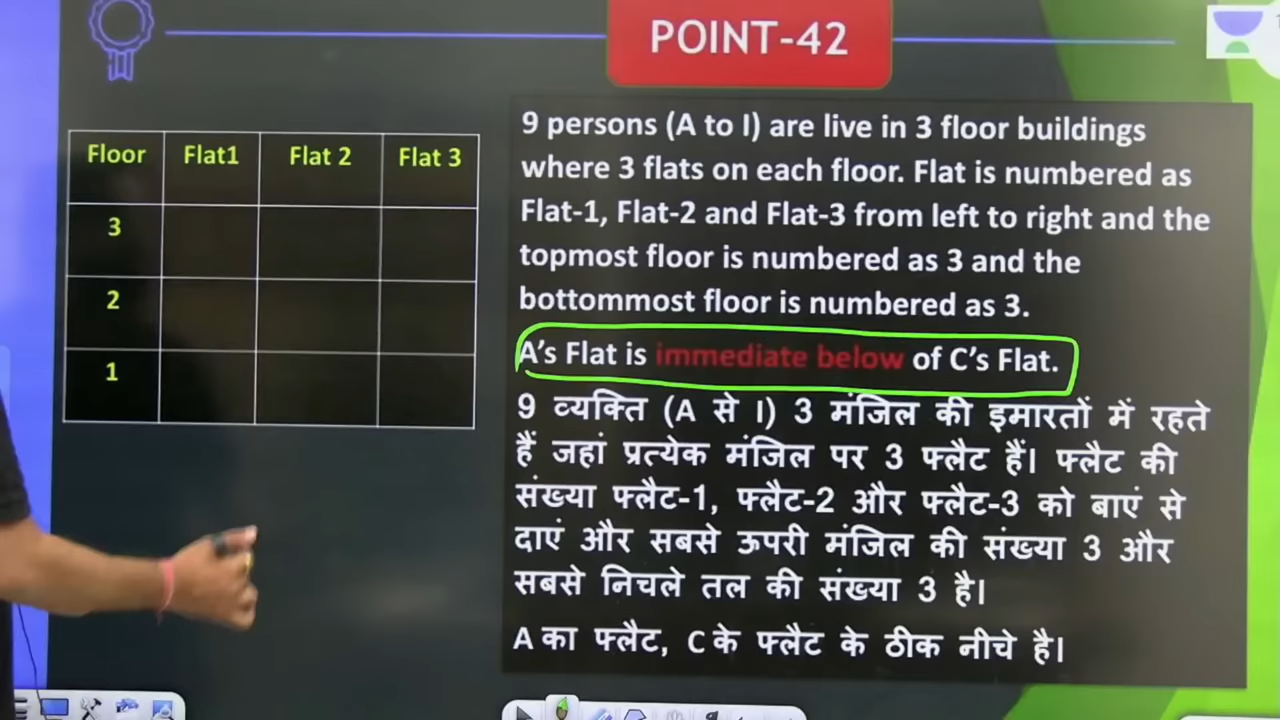 POINT-42
Floor Flat1 Flat 2 Flat 3
3
2
1
9 persons (A to I) are live in 3 floor buildings
where 3 flats on each floor. Flat is numbered as
Flat-1, Flat-2 and Flat-3 from left to right and the
topmost floor is numbered as 3 and the
bottommost floor is numbered as 3.
A's Flat is immediate below of C's Flat.
9 व्यक्ति (A से I) 3 मंजिल की इमारतों में रहते
हैं जहां प्रत्येक मंजिल पर 3 फ्लैट हैं। फ्लैट की
संख्या फ्लैट-1, फ्लैट-2 और फ्लैट-3 को बाएं से
दाएं और सबसे ऊपरी मंजिल की संख्या 3 और
सबसे निचले तल की संख्या 3 है।
A का फ्लैट, C के फ्लैट के ठीक नीचे है।